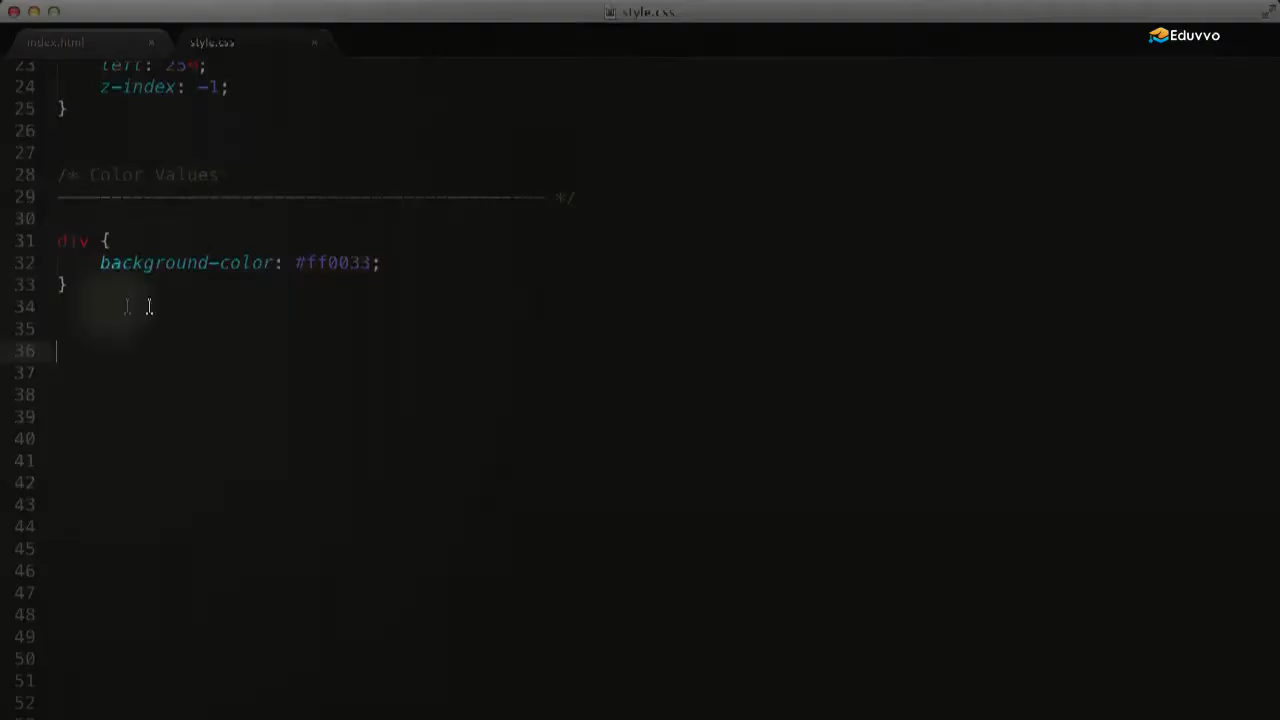 style.css
index.html × style.css ×
Eduvvo
23 left: 25%;
24 z-index: -1;
25 }
26
27
28 /* Color Values
29 ---------------------------------------------- */
30
31 div {
32 background-color: #ff0033;
33 }
34
35
36
37
38
39
40
41
42
43
44
45
46
47
48
49
50
51
52